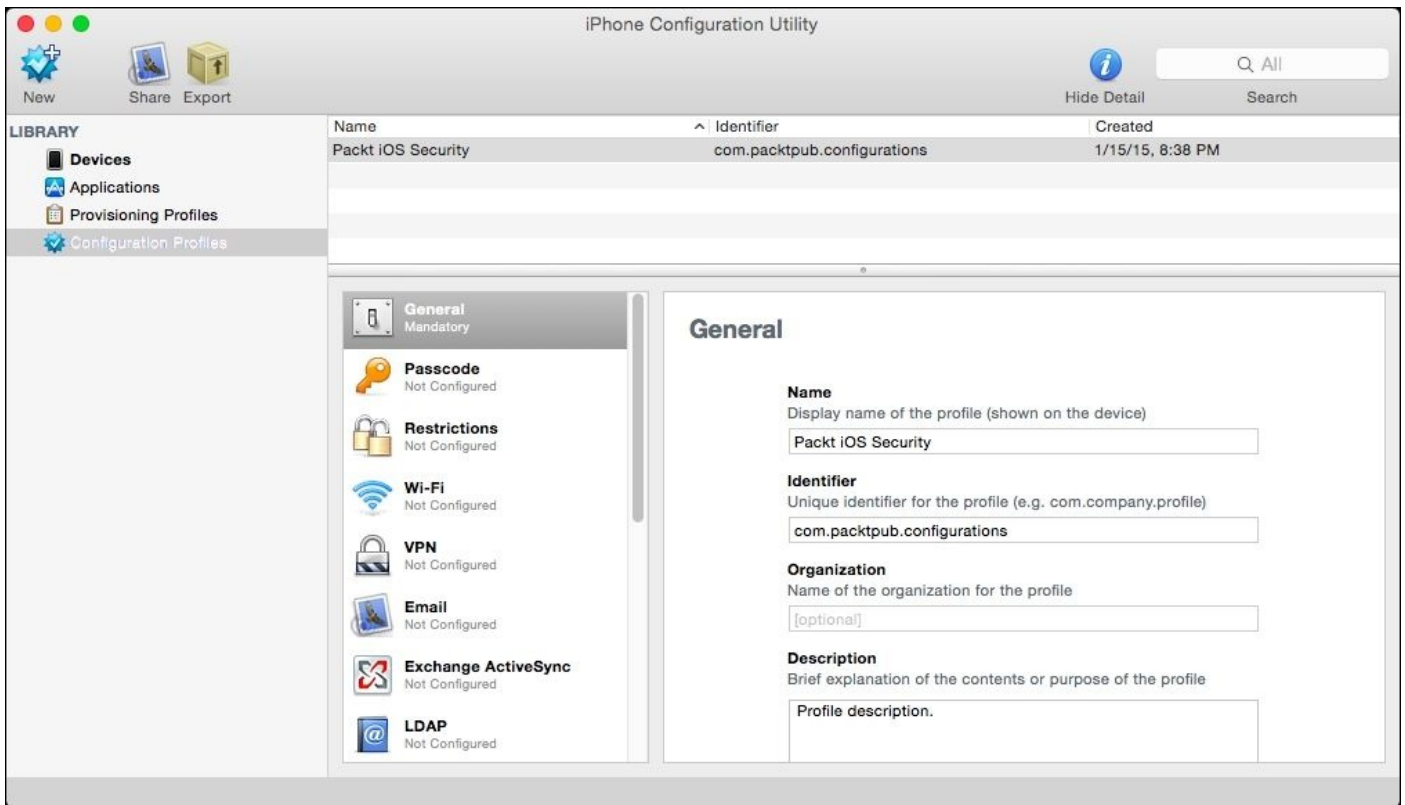 iPhone Configuration Utility
New
Share
Export
Hide Detail
All
Search
LIBRARY
Devices
Applications
Provisioning Profiles
Configuration Profiles
Name
Identifier
Created
Packt iOS Security
com.packtpub.configurations
1/15/15, 8:38 PM
General
Mandatory
Passcode
Not Configured
Restrictions
Not Configured
Wi-Fi
Not Configured
VPN
Not Configured
Email
Not Configured
Exchange ActiveSync
Not Configured
LDAP
Not Configured
General
Name
Display name of the profile (shown on the device)
Packt iOS Security
Identifier
Unique identifier for the profile (e.g. com.company.profile)
com.packtpub.configurations
Organization
Name of the organization for the profile
[optional]
Description
Brief explanation of the contents or purpose of the profile
Profile description.